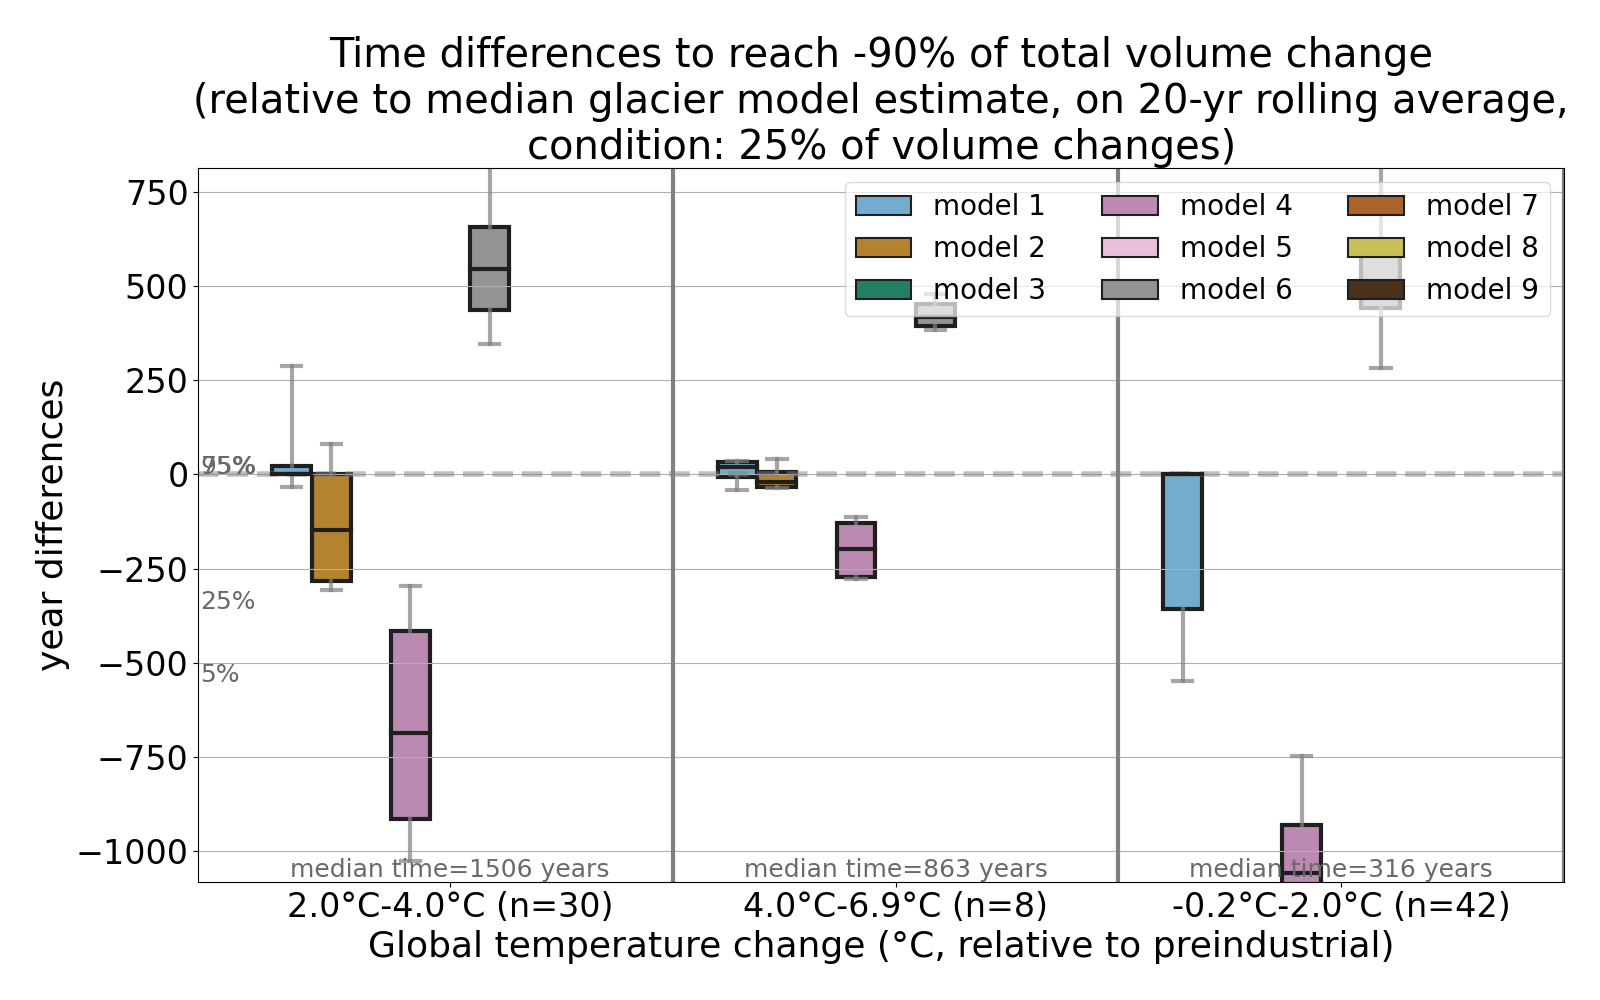 Time differences to reach -90% of total volume change
(relative to median glacier model estimate, on 20-yr rolling average,
condition: 25% of volume changes)
model 1
model 2
model 3
model 4
model 5
model 6
model 7
model 8
model 9
750
500
250
0
−250
−500
−750
−1000
year differences
95%
25%
5%
median time=1506 years
median time=863 years
median time=316 years
2.0°C-4.0°C (n=30)
4.0°C-6.9°C (n=8)
-0.2°C-2.0°C (n=42)
Global temperature change (°C, relative to preindustrial)